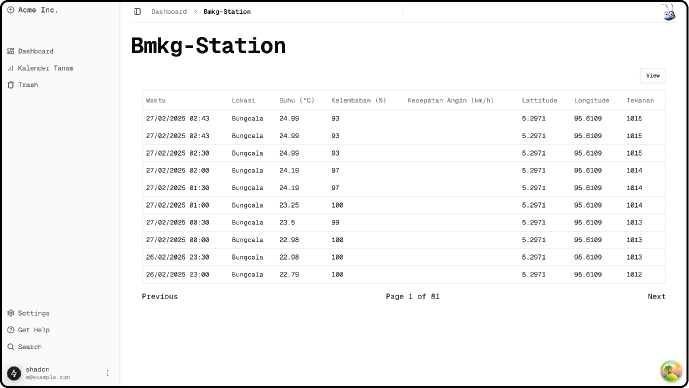 Acme Inc.
Dashboard > Bmkg-Station
Dashboard
Kalender Tanam
Trash
Bmkg-Station
View
Waktu Lokasi Suhu (°C) Kelembaban (%) Kecepatan Angin (km/h) Lattitude Longitude Tekanan
27/02/2025 02:43 Bungcala 24.99 93 5.2971 95.6109 1015
27/02/2025 02:43 Bungcala 24.99 93 5.2971 95.6109 1015
27/02/2025 02:30 Bungcala 24.99 93 5.2971 95.6109 1015
27/02/2025 02:00 Bungcala 24.19 97 5.2971 95.6109 1014
27/02/2025 01:30 Bungcala 24.19 97 5.2971 95.6109 1014
27/02/2025 01:00 Bungcala 23.25 100 5.2971 95.6109 1014
27/02/2025 00:30 Bungcala 23.5 99 5.2971 95.6109 1013
27/02/2025 00:00 Bungcala 22.98 100 5.2971 95.6109 1013
26/02/2025 23:30 Bungcala 22.98 100 5.2971 95.6109 1013
26/02/2025 23:00 Bungcala 22.79 100 5.2971 95.6109 1012
Previous Page 1 of 81 Next
Settings
Get Help
Search
shadcn
m@example.com